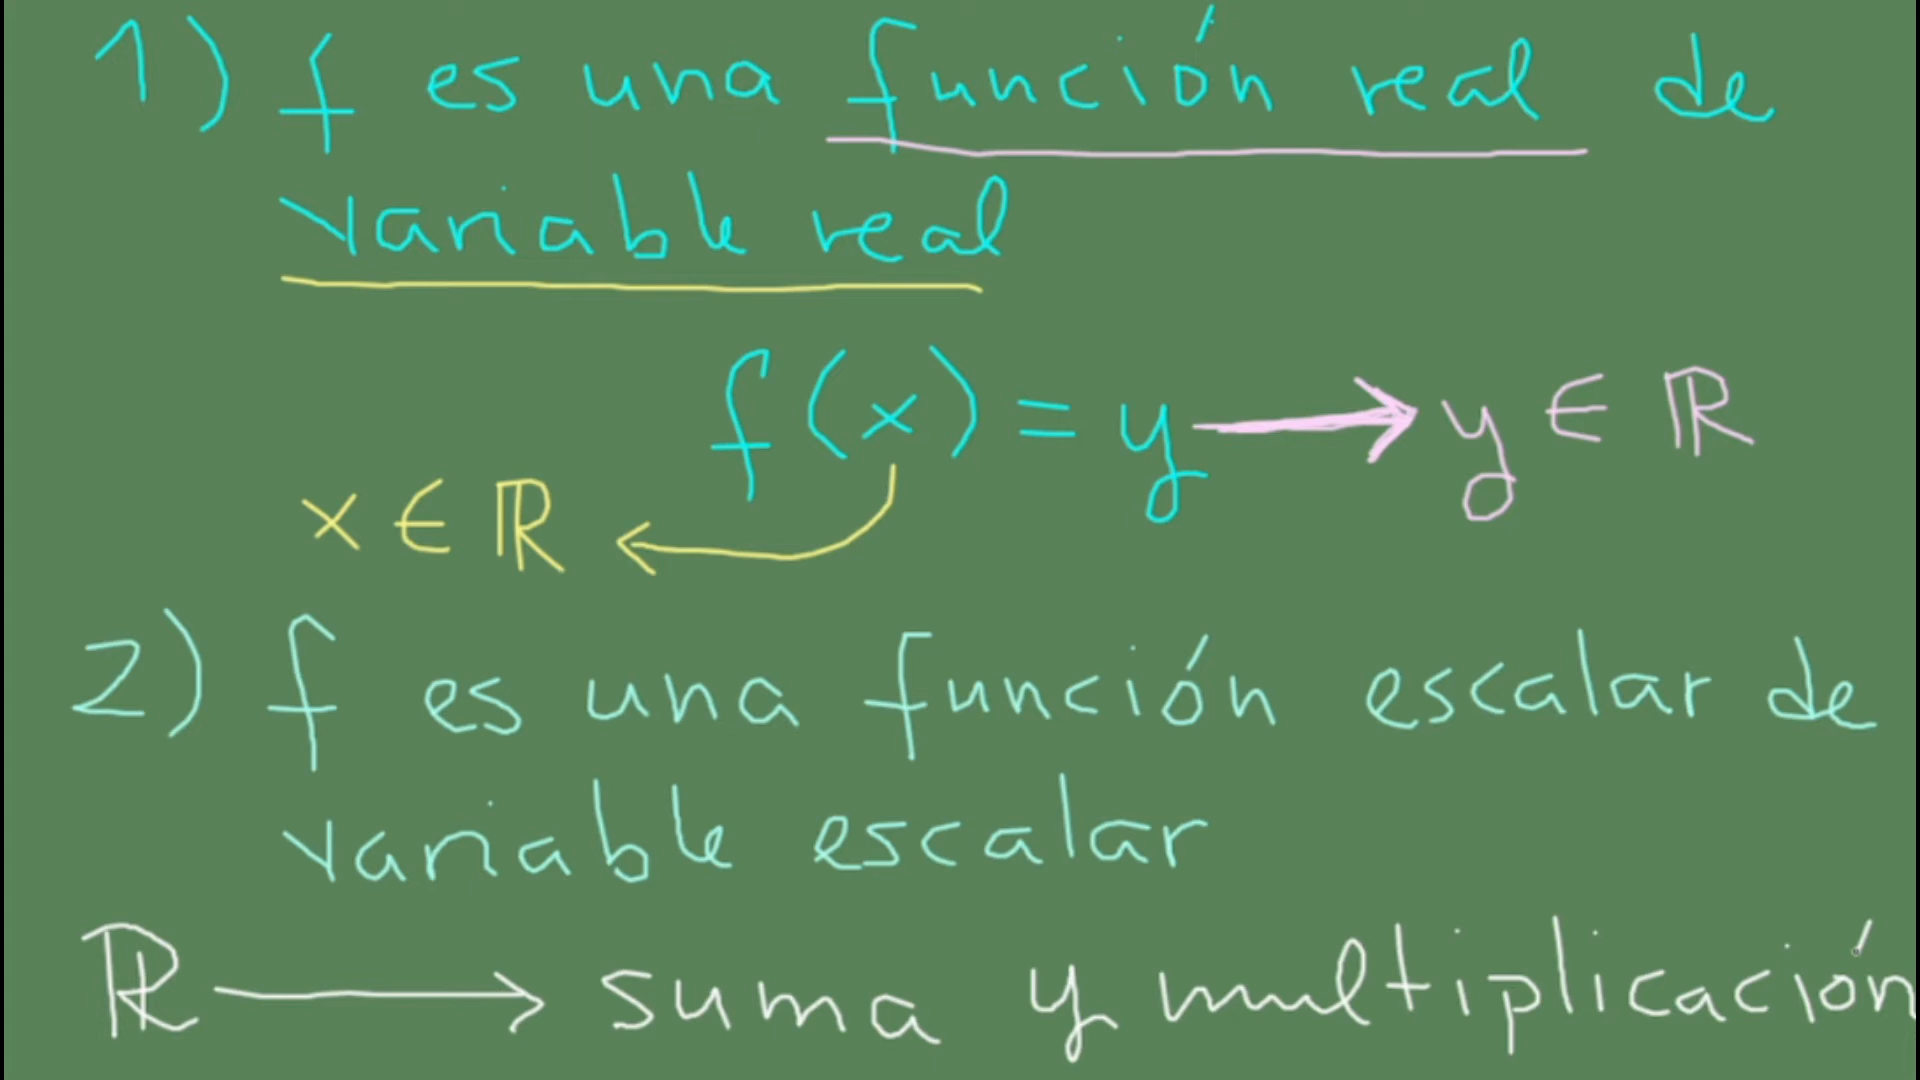 1) f es una función real de
variable real
f(x) = y → y ∈ ℝ
x ∈ ℝ ←
2) f es una función escalar de
variable escalar
ℝ → suma y multiplicación